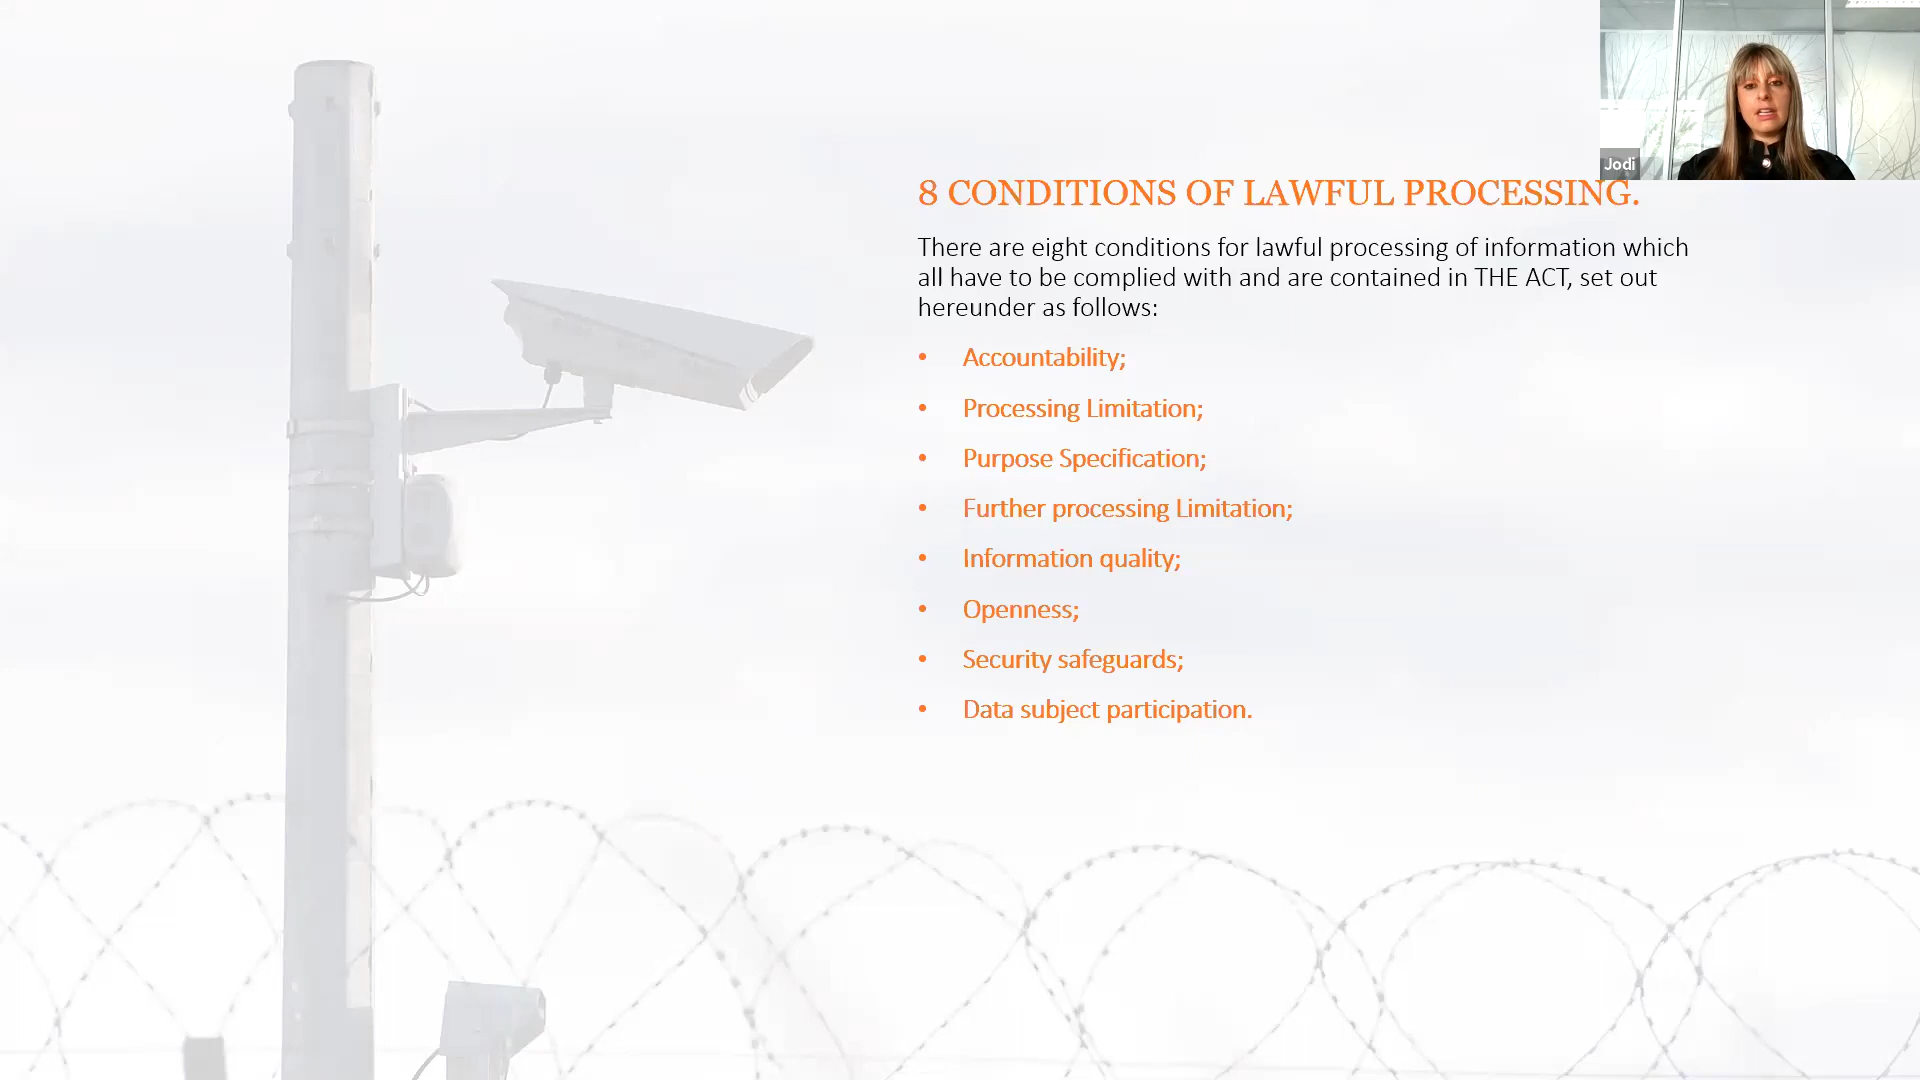 Jodi
8 CONDITIONS OF LAWFUL PROCESSING.
There are eight conditions for lawful processing of information which
all have to be complied with and are contained in THE ACT, set out
hereunder as follows:
• Accountability;
• Processing Limitation;
• Purpose Specification;
• Further processing Limitation;
• Information quality;
• Openness;
• Security safeguards;
• Data subject participation.